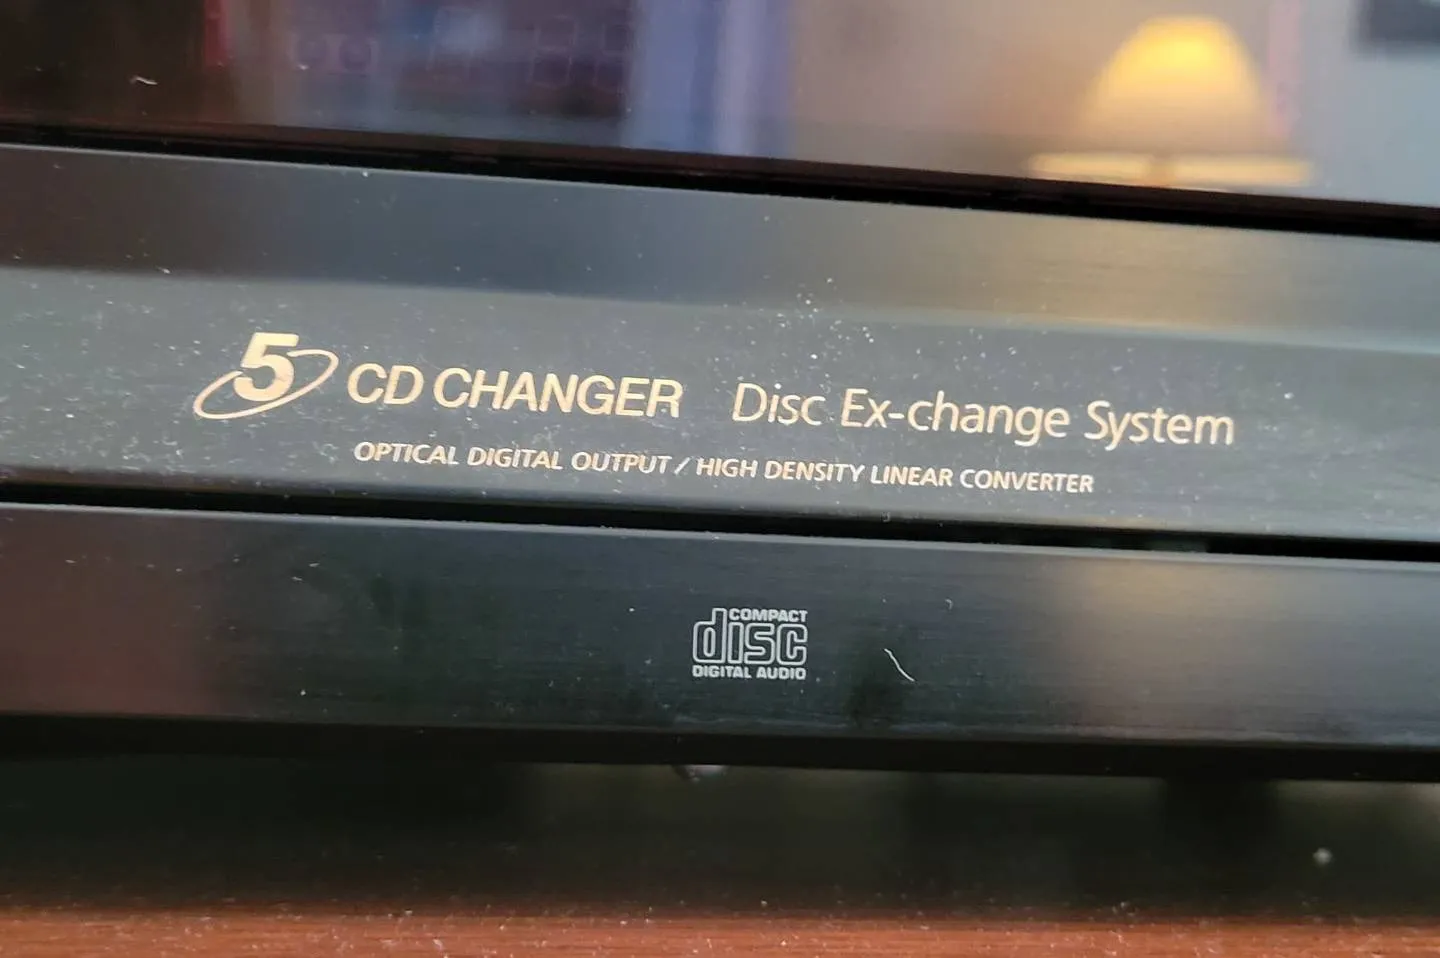 5 CD CHANGER Disc Ex-change System
OPTICAL DIGITAL OUTPUT / HIGH DENSITY LINEAR CONVERTER
COMPACT
disc
DIGITAL AUDIO